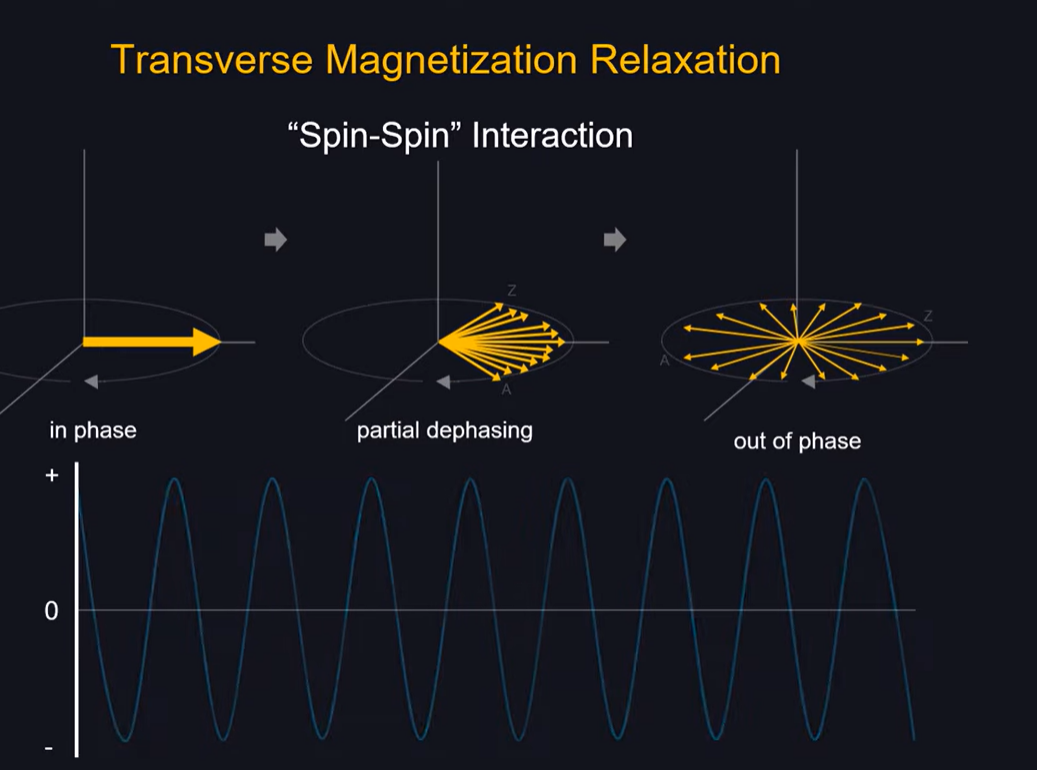 Transverse Magnetization Relaxation
“Spin-Spin” Interaction
Z
A
Z
A
in phase
partial dephasing
out of phase
+
0
-